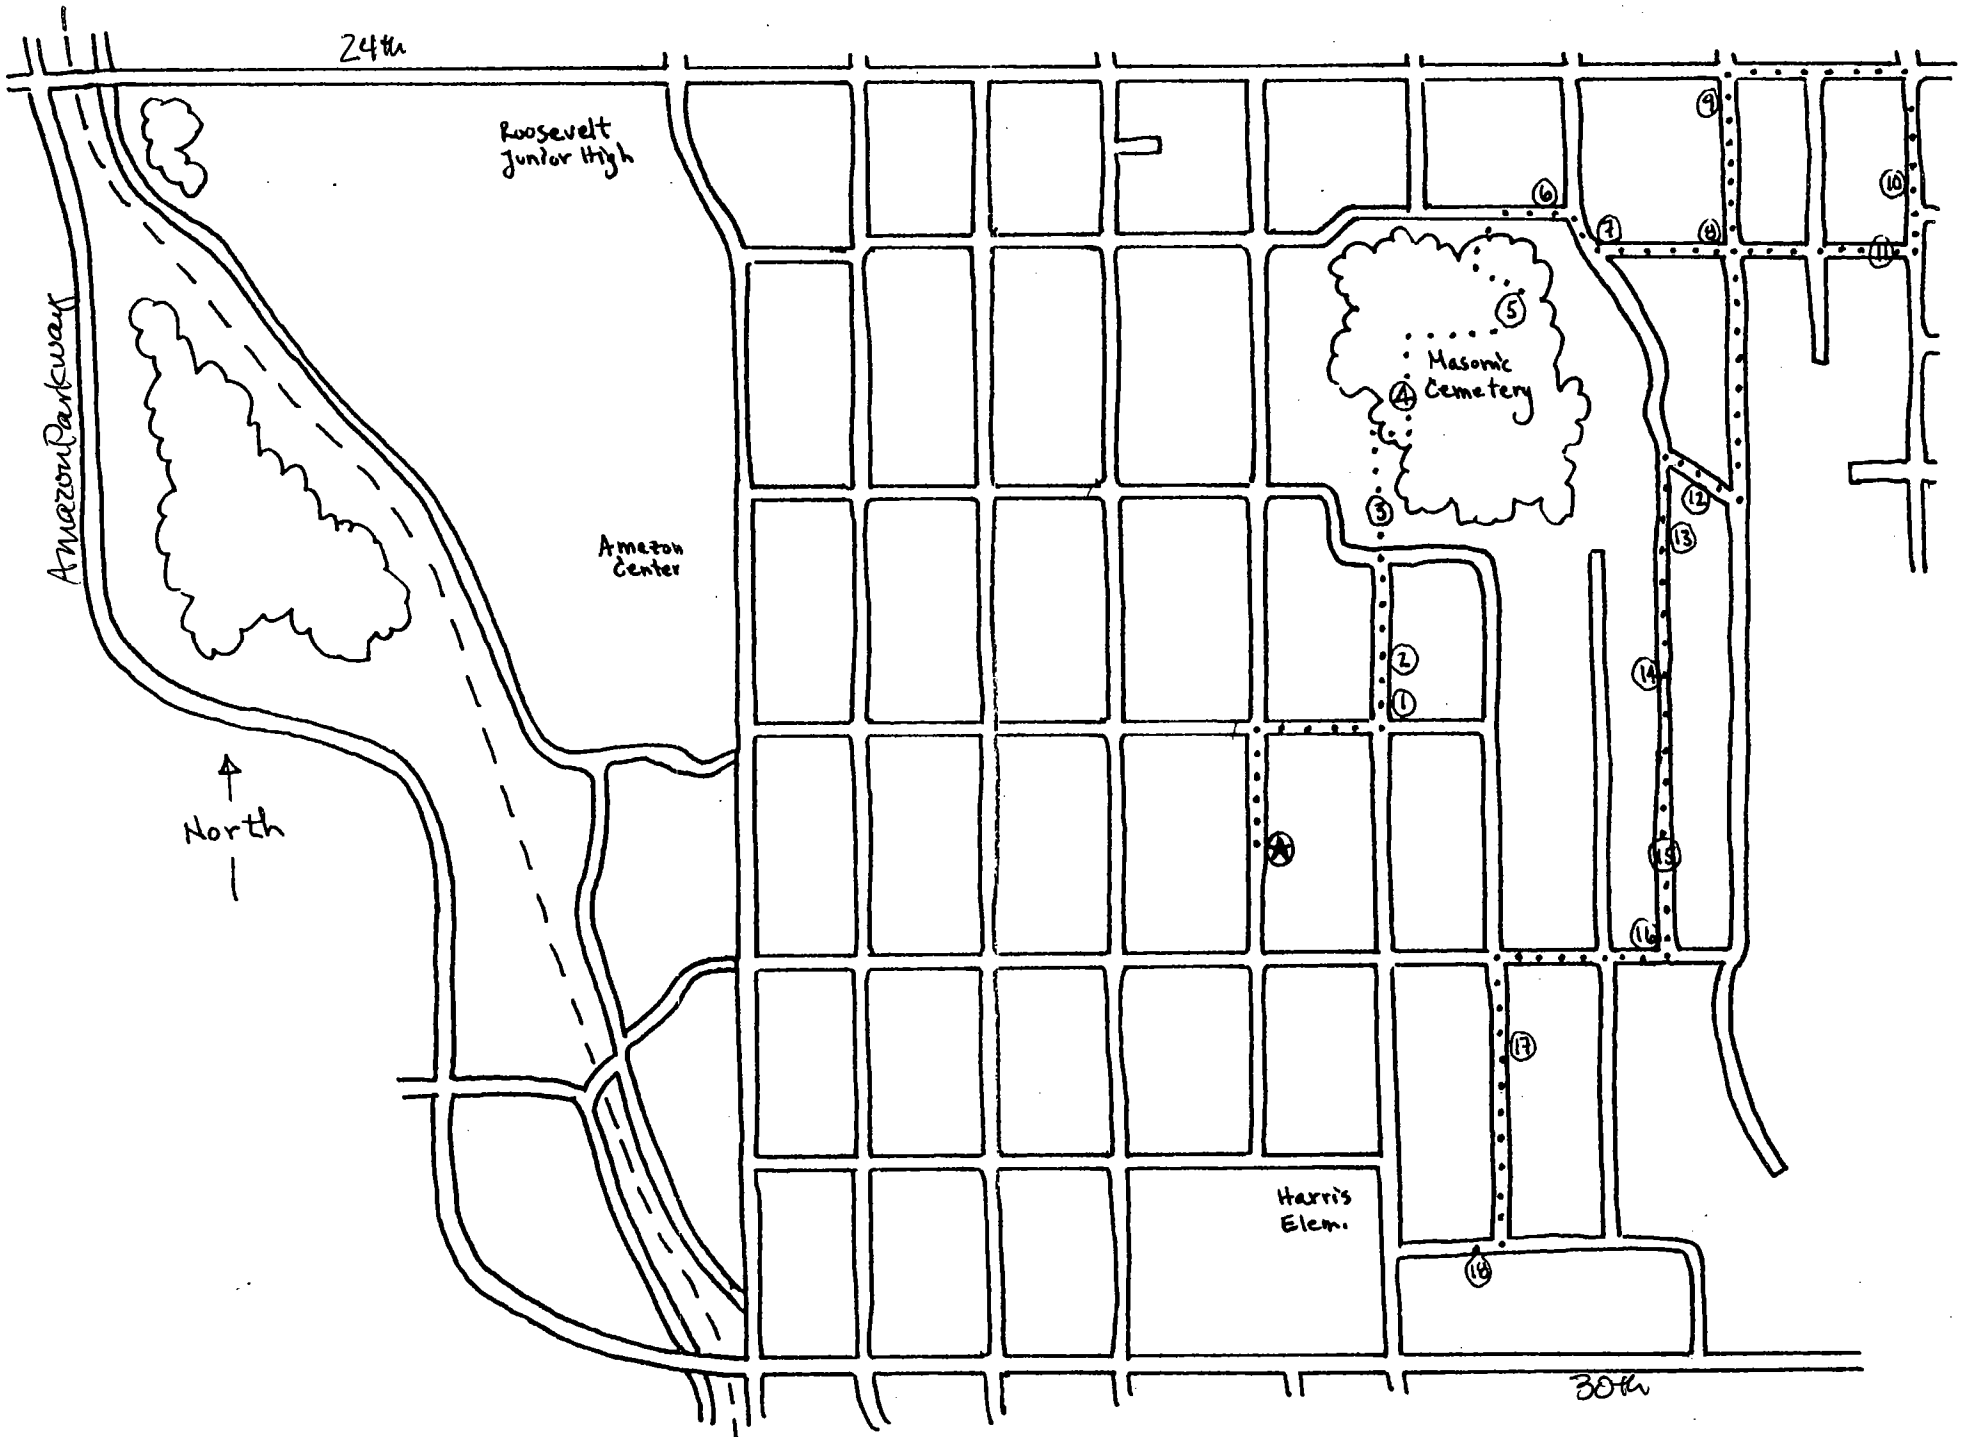 24th
Roosevelt
Junior High
9
10
6
7
8
11
5
Amazon Parkway
Masonic
4 Cemetery
12
3
13
Amazon
Center
2
14
1
North
15
16
17
Harris
Elem.
18
30th